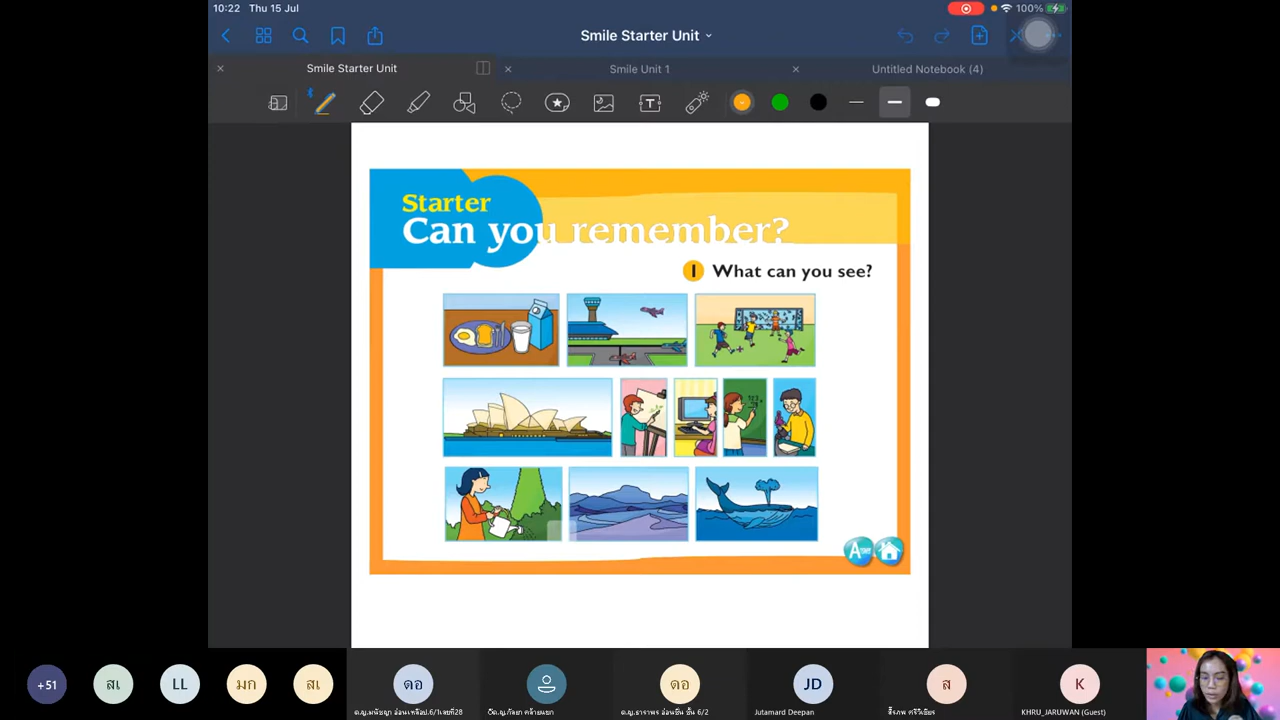 10:22 Thu 15 Jul
100%
Smile Starter Unit
Smile Starter Unit
Smile Unit 1
Untitled Notebook (4)
Starter
Can you remember?
1 What can you see?
+51
สเ
LL
มก
สเ
ดอ
ดอ
JD
ส
K
Jutamard Deepan
KHRU_JARUWAN (Guest)